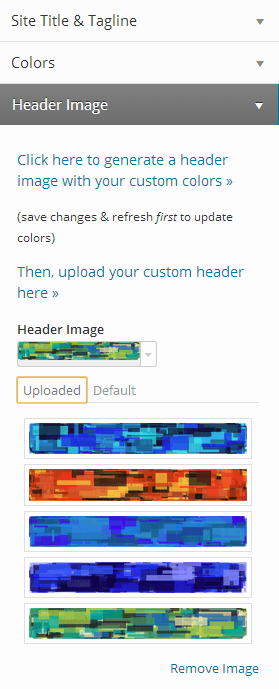 Site Title & Tagline
Colors
Header Image
Click here to generate a header
image with your custom colors »
(save changes & refresh first to update
colors)
Then, upload your custom header
here »
Header Image
Uploaded Default
Remove Image